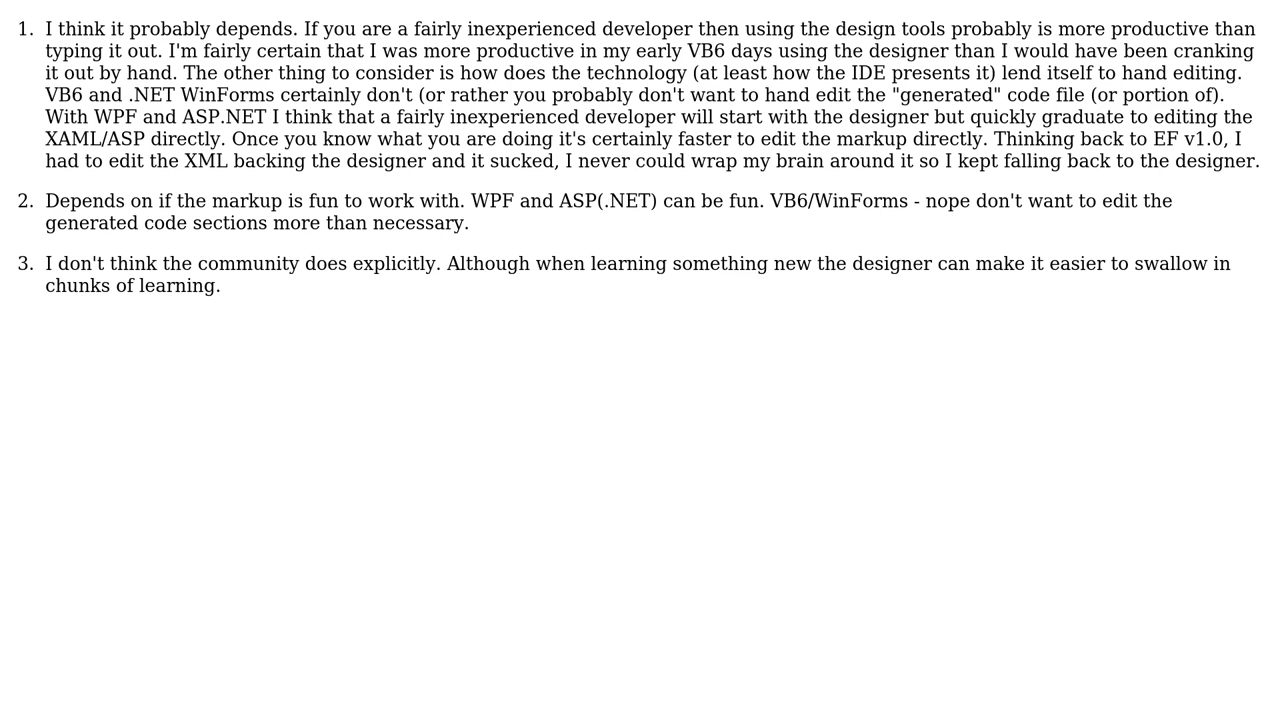 1. I think it probably depends. If you are a fairly inexperienced developer then using the design tools probably is more productive than
typing it out. I'm fairly certain that I was more productive in my early VB6 days using the designer than I would have been cranking
it out by hand. The other thing to consider is how does the technology (at least how the IDE presents it) lend itself to hand editing.
VB6 and .NET WinForms certainly don't (or rather you probably don't want to hand edit the "generated" code file (or portion of).
With WPF and ASP.NET I think that a fairly inexperienced developer will start with the designer but quickly graduate to editing the
XAML/ASP directly. Once you know what you are doing it's certainly faster to edit the markup directly. Thinking back to EF v1.0, I
had to edit the XML backing the designer and it sucked, I never could wrap my brain around it so I kept falling back to the designer.
2. Depends on if the markup is fun to work with. WPF and ASP(.NET) can be fun. VB6/WinForms - nope don't want to edit the
generated code sections more than necessary.
3. I don't think the community does explicitly. Although when learning something new the designer can make it easier to swallow in
chunks of learning.